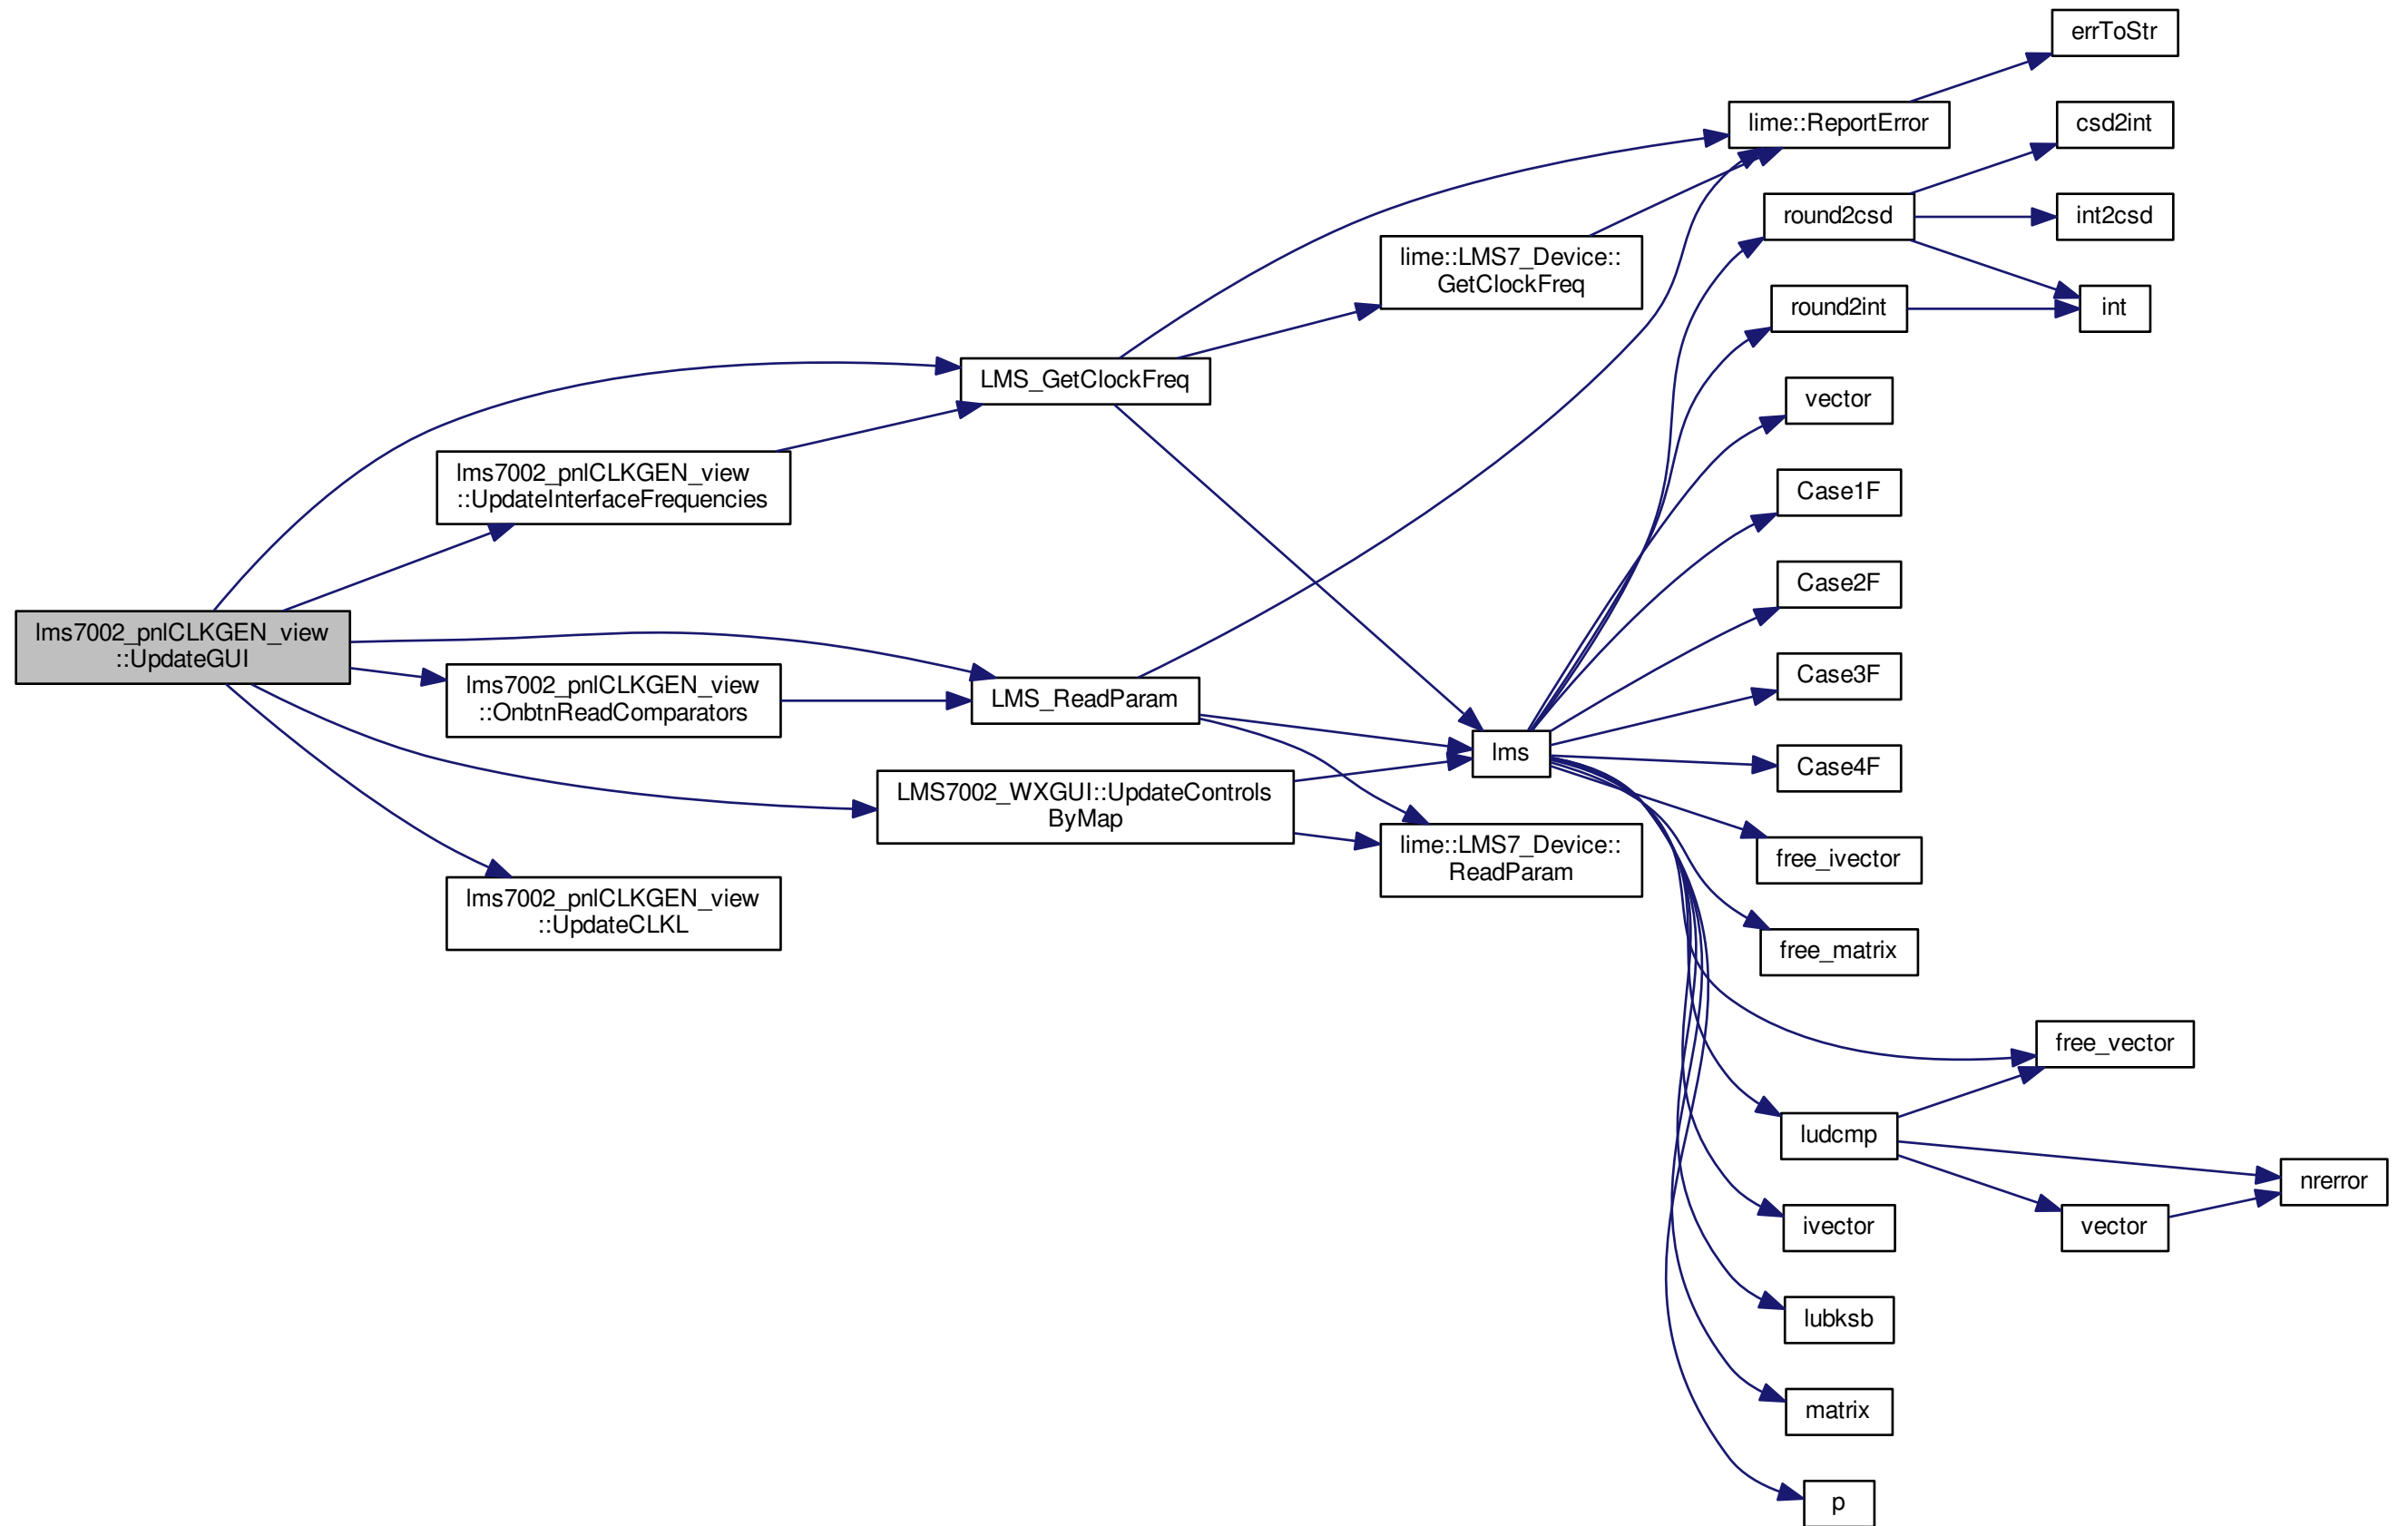 lms7002_pnlCLKGEN_view
::UpdateGUI
lms7002_pnlCLKGEN_view
::UpdateInterfaceFrequencies
lms7002_pnlCLKGEN_view
::OnbtnReadComparators
lms7002_pnlCLKGEN_view
::UpdateCLKL
LMS_GetClockFreq
LMS_ReadParam
LMS7002_WXGUI::UpdateControls
ByMap
lime::LMS7_Device::
GetClockFreq
lms
lime::LMS7_Device::
ReadParam
lime::ReportError
round2csd
round2int
vector
Case1F
Case2F
Case3F
Case4F
free_ivector
free_matrix
ludcmp
ivector
lubksb
matrix
p
errToStr
csd2int
int2csd
int
free_vector
vector
nrerror